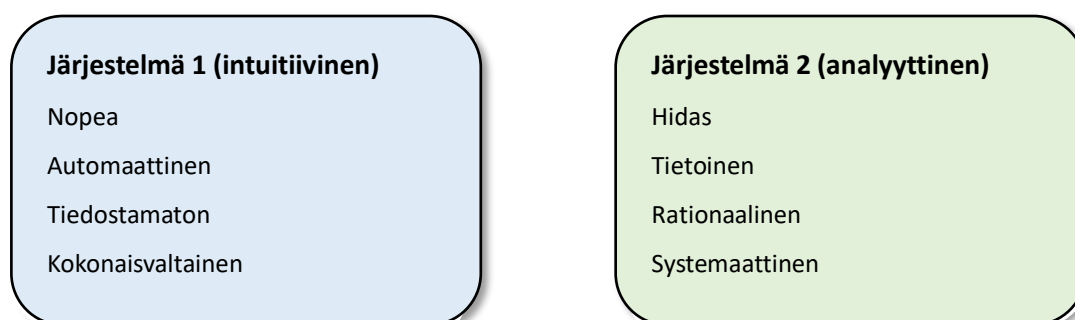 Järjestelmä 1 (intuitiivinen)
Nopea
Automaattinen
Tiedostamaton
Kokonaisvaltainen
Järjestelmä 2 (analyyttinen)
Hidas
Tietoinen
Rationaalinen
Systemaattinen